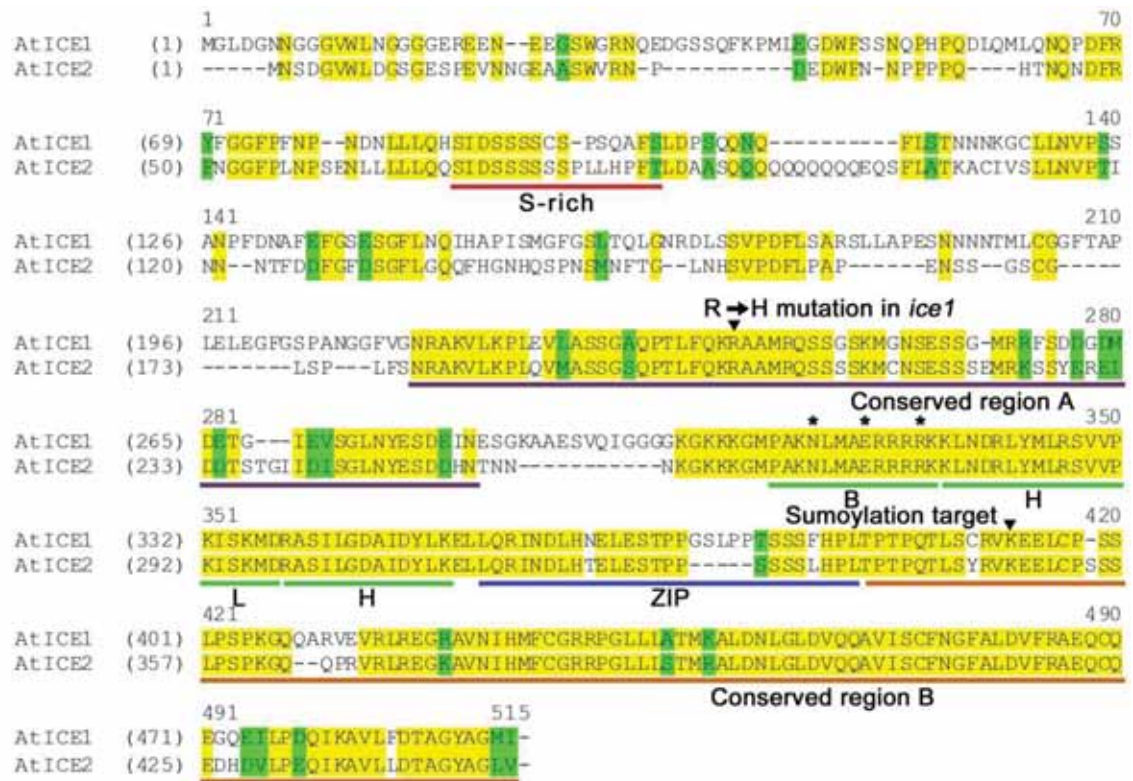 1 70
AtICE1 (1) MGLDGNNGGGVWLNGGGGEREEN--EEGSWGRNQEDGSSQFKPMLEGDWFSSNQPHPQDLQMLQNQPDFR
AtICE2 (1) -----MNSDGVWLDGSGESPEVNNGEAASWVRN-P----------DEDWFN-NPPPPQ----HTNQNDFR
71 140
AtICE1 (69) YFGGFPFNP--NDNLLLQHSIDSSSSCS-PSQAFSLDPSQQNQ----------FLSTNNNKGCLLNVPSS
AtICE2 (50) FNGGFPLNPSENLLLLLQQSIDSSSSSSPLLHPFTLDAASQQQQQQQQQQEQSFLATKACIVSLLNVPTI
S-rich
141 210
AtICE1 (126) ANPFDNAFEFGSESGFLNQIHAPISMGFGSLTQLGNRDLSSVPDFLSARSLLAPESNNNNTMLCGGFTAP
AtICE2 (120) NN--NTFDDFGFDSGFLGQQFHGNHQSPNSMNFTG--LNHSVPDFLPAP------ENSS--GSCG-----
R→H mutation in ice1
211 280
AtICE1 (196) LELEGFGSPANGGFVGNRAKVLKPLEVLASSGAQPTLFQKRAAMRQSSGSKMGNSESSG-MRRFSDDGDM
AtICE2 (173) -------LSP---LFSNRAKVLKPLQVMASSGSQPTLFQKRAAMRQSSSSKMCNSESSSEMRKSSYEREI
Conserved region A
* * *
281 350
AtICE1 (265) DETG---IEVSGLNYESDEINESGKAAESVQIGGGGKGKKKGMPAKNLMAERRRRKKLNDRLYMLRSVVP
AtICE2 (233) DDTSTGIIDISGLNYESDDHNTNN-----------NKGKKKGMPAKNLMAERRRRKKLNDRLYMLRSVVP
B H
Sumoylation target
351 420
AtICE1 (332) KISKMDRASILGDAIDYLKELLQRINDLHNELESTPPGSLPPTSSSFHPLTPTPQTLSCRVKEELCP-SS
AtICE2 (292) KISKMDRASILGDAIDYLKELLQRINDLHTELESTPP-----SSSSLHPLTPTPQTLSYRVKEELCPSSS
L H ZIP
421 490
AtICE1 (401) LPSPKGQQARVEVRLREGRAVNIHMFCGRRPGLLLATMKALDNLGLDVQQAVISCFNGFALDVFRAEQCQ
AtICE2 (357) LPSPKGQ--QPRVRLREGKAVNIHMFCGRRPGLLLSTMRALDNLGLDVQQAVISCFNGFALDVFRAEQCQ
Conserved region B
491 515
AtICE1 (471) EGQEILPDQIKAVLFDTAGYAGMI-
AtICE2 (425) EDHDVLPEQIKAVLLDTAGYAGLV-